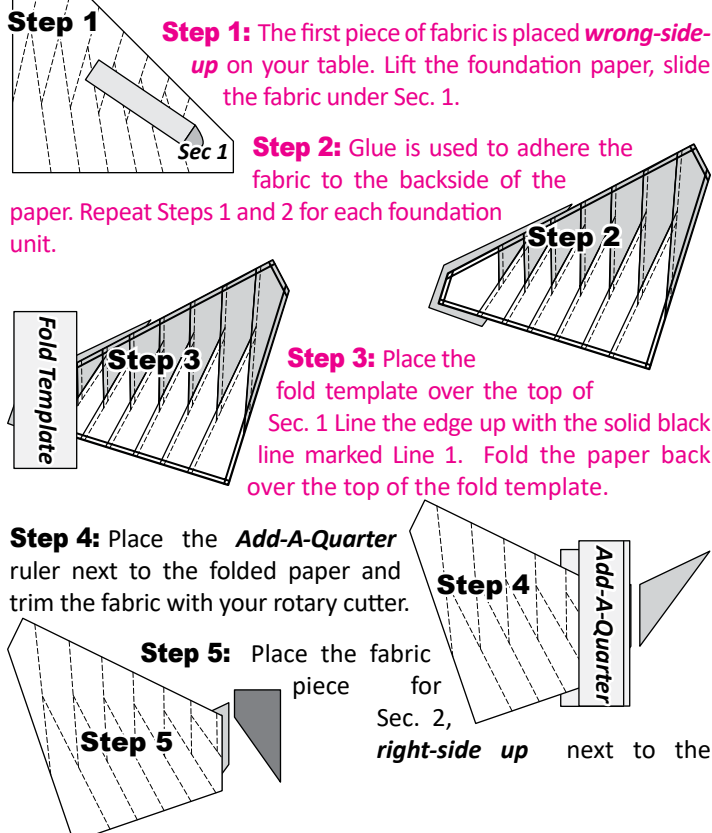 Step 1
Step 1: The first piece of fabric is placed wrong-side-
up on your table. Lift the foundation paper, slide
the fabric under Sec. 1.
Sec 1
Step 2: Glue is used to adhere the
fabric to the backside of the
paper. Repeat Steps 1 and 2 for each foundation
unit.
Step 2
Fold Template
Step 3
Step 3: Place the
fold template over the top of
Sec. 1 Line the edge up with the solid black
line marked Line 1. Fold the paper back
over the top of the fold template.
Step 4: Place the Add-A-Quarter
ruler next to the folded paper and
trim the fabric with your rotary cutter.
Step 4
Add-A-Quarter
Step 5: Place the fabric
piece for
Sec. 2,
right-side up next to the
Step 5